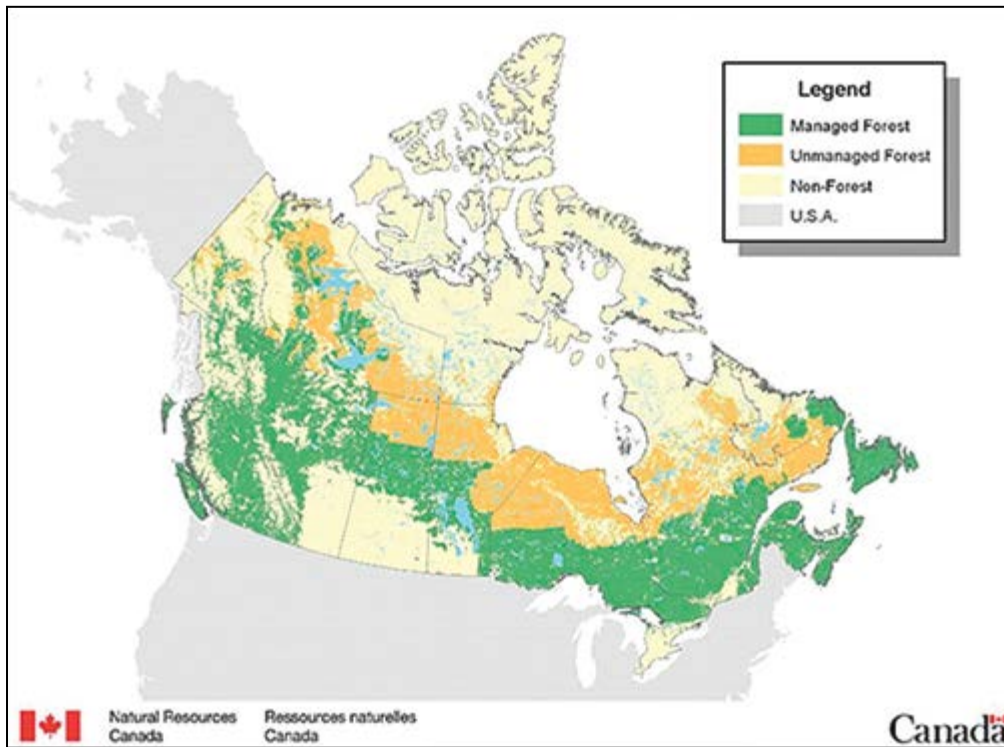 Legend
Managed Forest
Unmanaged Forest
Non-Forest
U.S.A.
Natural Resources
Canada
Ressources naturelles
Canada
Canada